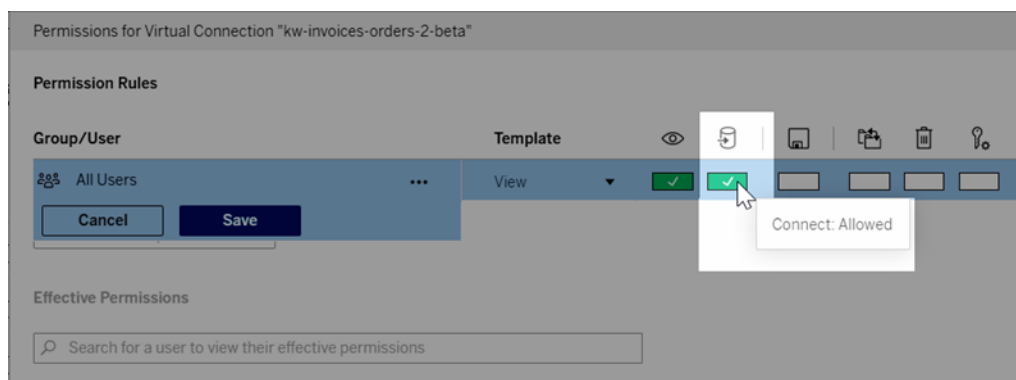 Permissions for Virtual Connection "kw-invoices-orders-2-beta"
Permission Rules
Group/User Template
All Users ••• View
Cancel Save
Connect: Allowed
Effective Permissions
Search for a user to view their effective permissions